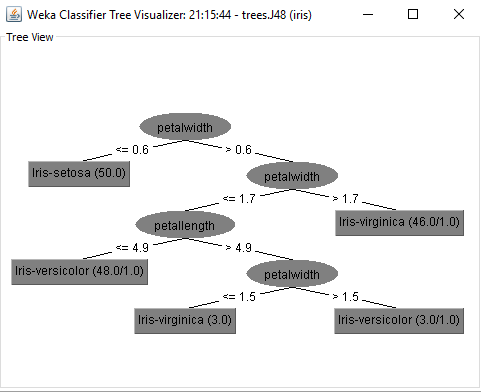 Weka Classifier Tree Visualizer: 21:15:44 - trees.J48 (iris)
Tree View
petalwidth
<= 0.6 > 0.6
Iris-setosa (50.0) petalwidth
<= 1.7 > 1.7
petallength Iris-virginica (46.0/1.0)
<= 4.9 > 4.9
Iris-versicolor (48.0/1.0) petalwidth
<= 1.5 > 1.5
Iris-virginica (3.0) Iris-versicolor (3.0/1.0)